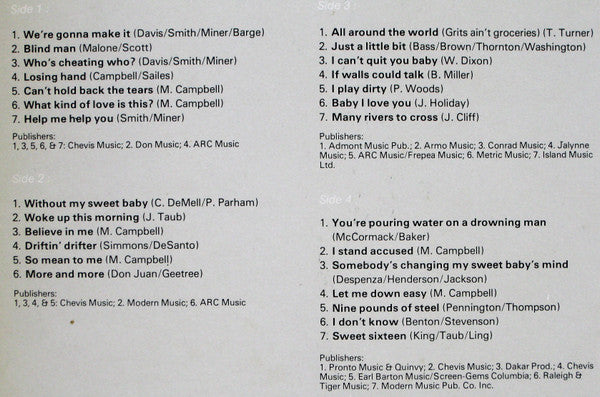 Side 1 :
1. We're gonna make it (Davis/Smith/Miner/Barge)
2. Blind man (Malone/Scott)
3. Who's cheating who? (Davis/Smith/Miner)
4. Losing hand (Campbell/Sailes)
5. Can't hold back the tears (M. Campbell)
6. What kind of love is this? (M. Campbell)
7. Help me help you (Smith/Miner)
Publishers:
1, 3, 5, 6, & 7: Chevis Music; 2. Don Music; 4. ARC Music
Side 2 :
1. Without my sweet baby (C. DeMell/P. Parham)
2. Woke up this morning (J. Taub)
3. Believe in me (M. Campbell)
4. Driftin' drifter (Simmons/DeSanto)
5. So mean to me (M. Campbell)
6. More and more (Don Juan/Geetree)
Publishers:
1, 3, 4, & 5: Chevis Music; 2. Modern Music; 6. ARC Music
Side 3 :
1. All around the world (Grits ain't groceries) (T. Turner)
2. Just a little bit (Bass/Brown/Thornton/Washington)
3. I can't quit you baby (W. Dixon)
4. If walls could talk (B. Miller)
5. I play dirty (P. Woods)
6. Baby I love you (J. Holiday)
7. Many rivers to cross (J. Cliff)
Publishers:
1. Admont Music Pub.; 2. Armo Music; 3. Conrad Music; 4. Jalynne
Music; 5. ARC Music/Frepea Music; 6. Metric Music; 7. Island Music
Ltd.
Side 4 :
1. You're pouring water on a drowning man
(McCormack/Baker)
2. I stand accused (M. Campbell)
3. Somebody's changing my sweet baby's mind
(Despenza/Henderson/Jackson)
4. Let me down easy (M. Campbell)
5. Nine pounds of steel (Pennington/Thompson)
6. I don't know (Benton/Stevenson)
7. Sweet sixteen (King/Taub/Ling)
Publishers:
1. Pronto Music & Quinvy; 2. Chevis Music; 3. Dakar Prod.; 4. Chevis
Music; 5. Earl Barton Music/Screen-Gems Columbia; 6. Raleigh &
Tiger Music; 7. Modern Music Pub. Co. Inc.